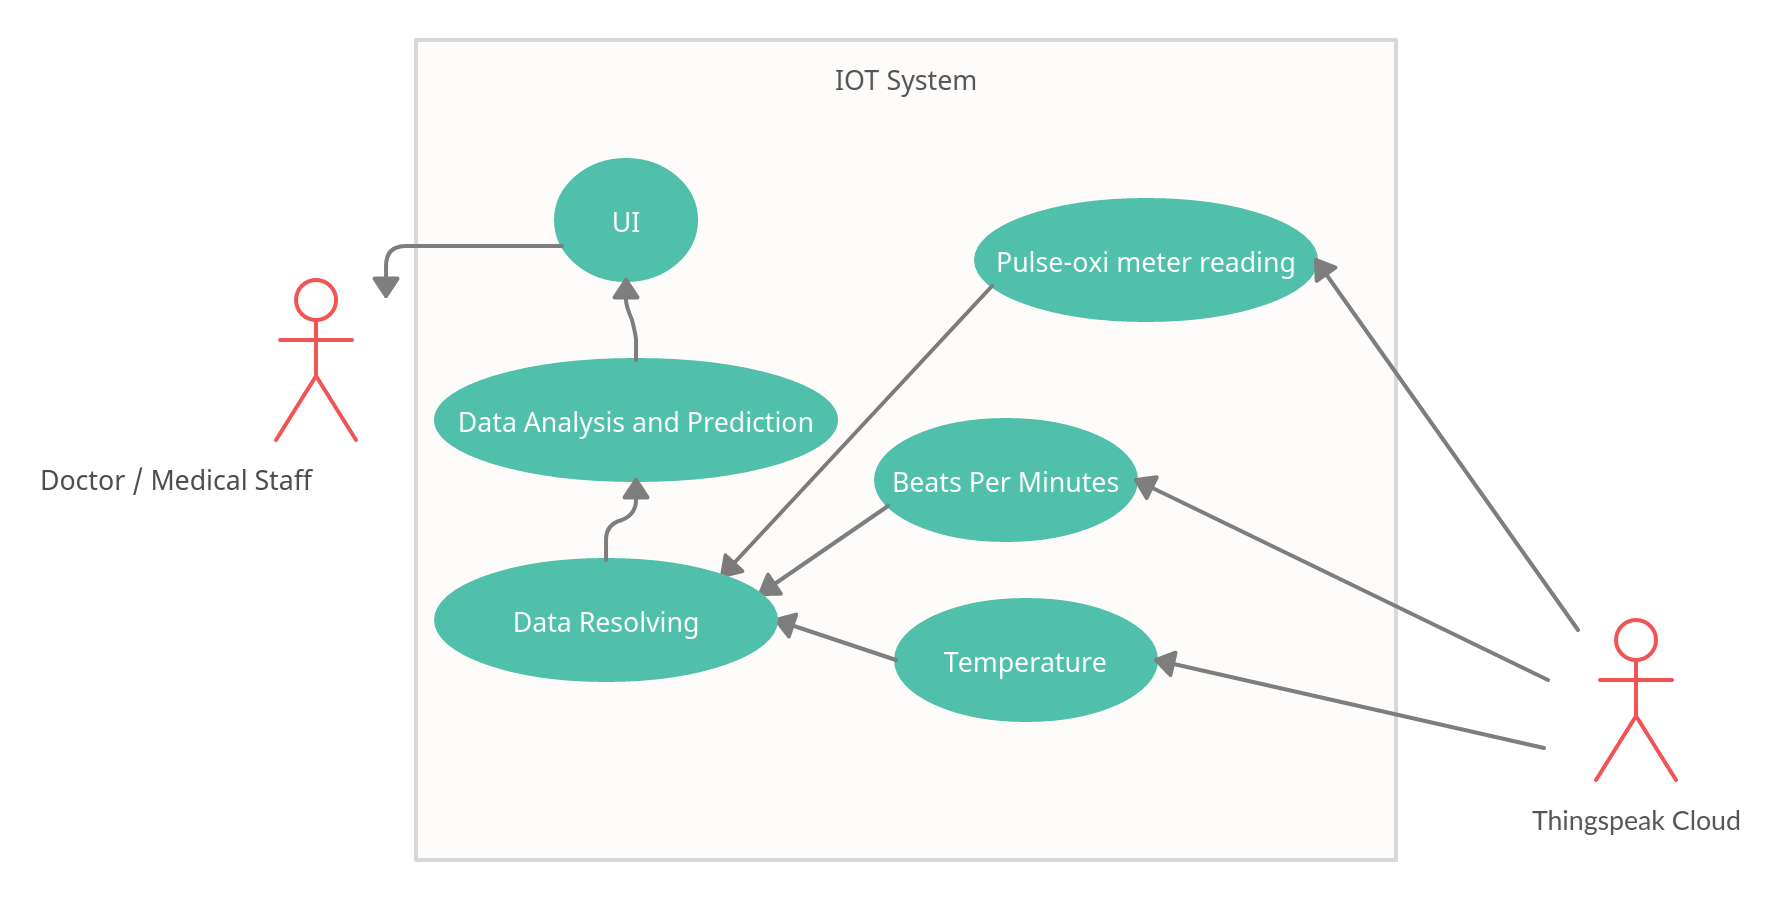 IOT System
UI
Pulse-oxi meter reading
Data Analysis and Prediction
Doctor / Medical Staff
Beats Per Minutes
Data Resolving
Temperature
Thingspeak Cloud